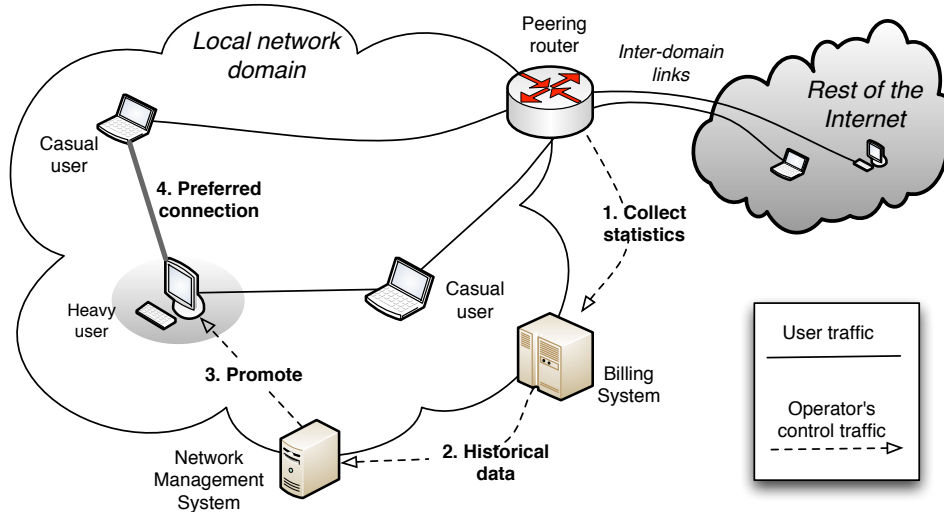 Peering
router
Local network
domain
Inter-domain
links
Rest of the
Internet
Casual
user
4. Preferred
connection
1. Collect
statistics
Heavy
user
Casual
user
3. Promote
Billing
System
2. Historical
data
Network
Management
System
User traffic
Operator's
control traffic